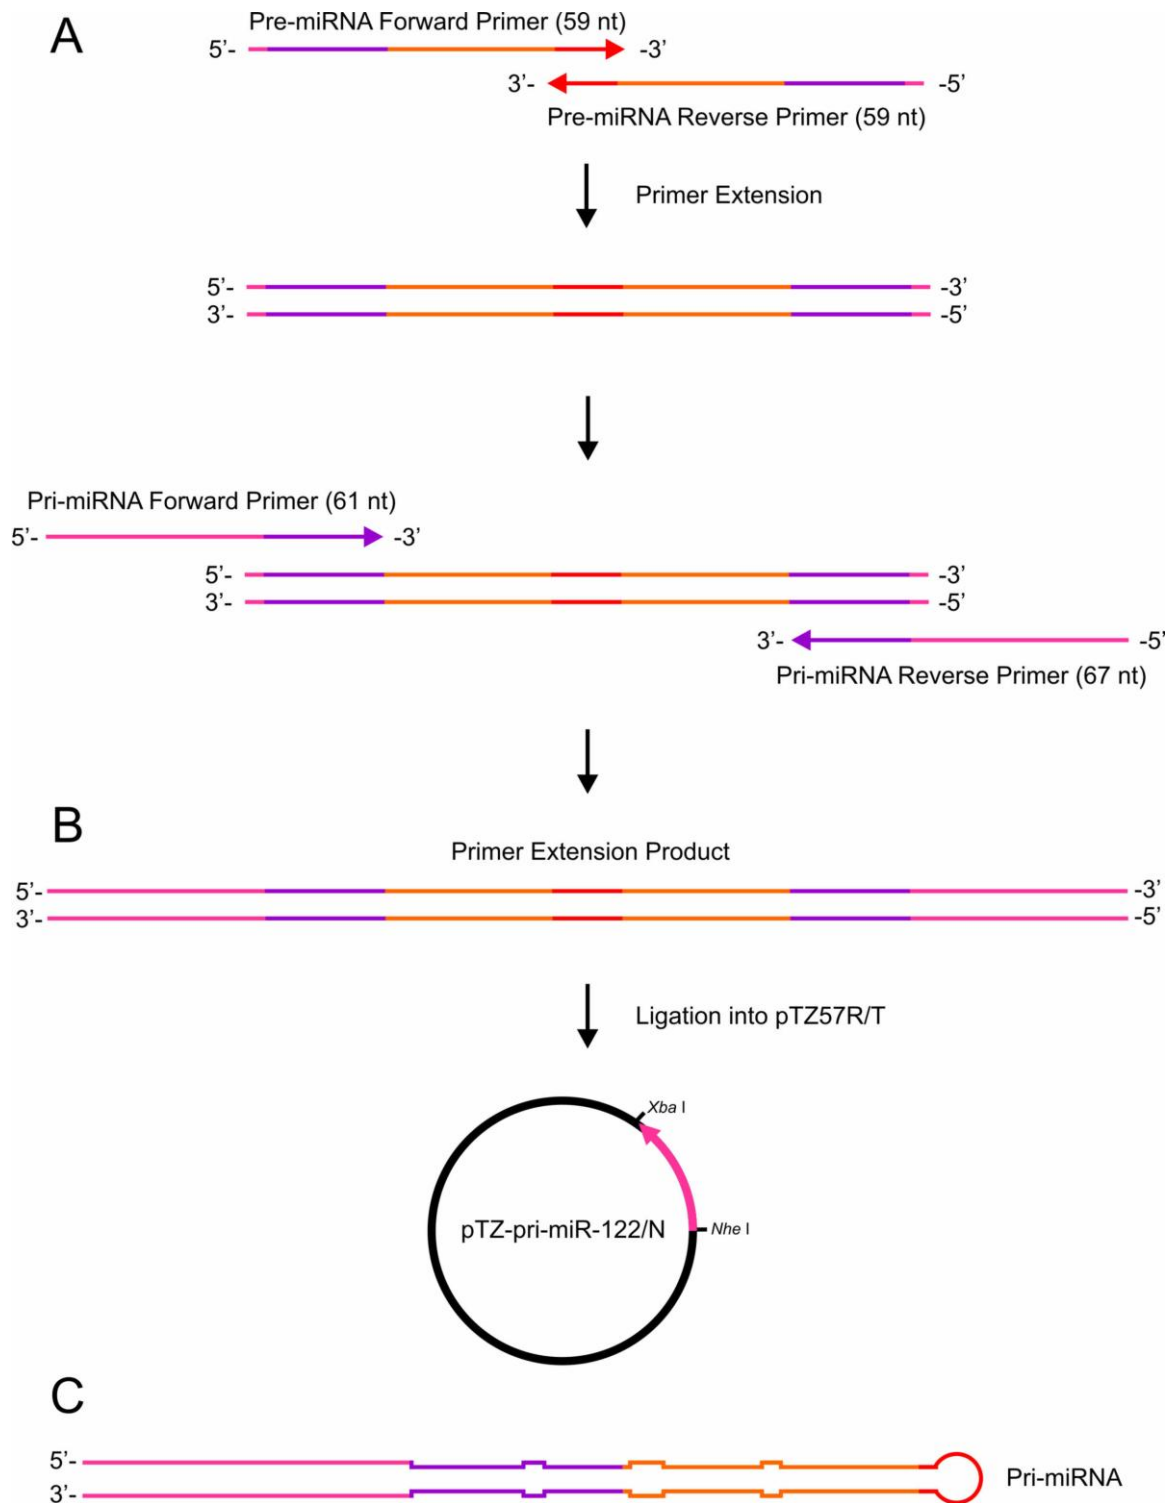 A
Pre-miRNA Forward Primer (59 nt)
5’- -3’
3’- -5’
Pre-miRNA Reverse Primer (59 nt)
Primer Extension
5’- -3’
3’- -5’
Pri-miRNA Forward Primer (61 nt)
5’- -3’
5’- -3’
3’- -5’
3’- -5’
Pri-miRNA Reverse Primer (67 nt)
B
Primer Extension Product
5’- -3’
3’- -5’
Ligation into pTZ57R/T
Xba I
pTZ-pri-miR-122/N
Nhe I
C
5’-
Pri-miRNA
3’-